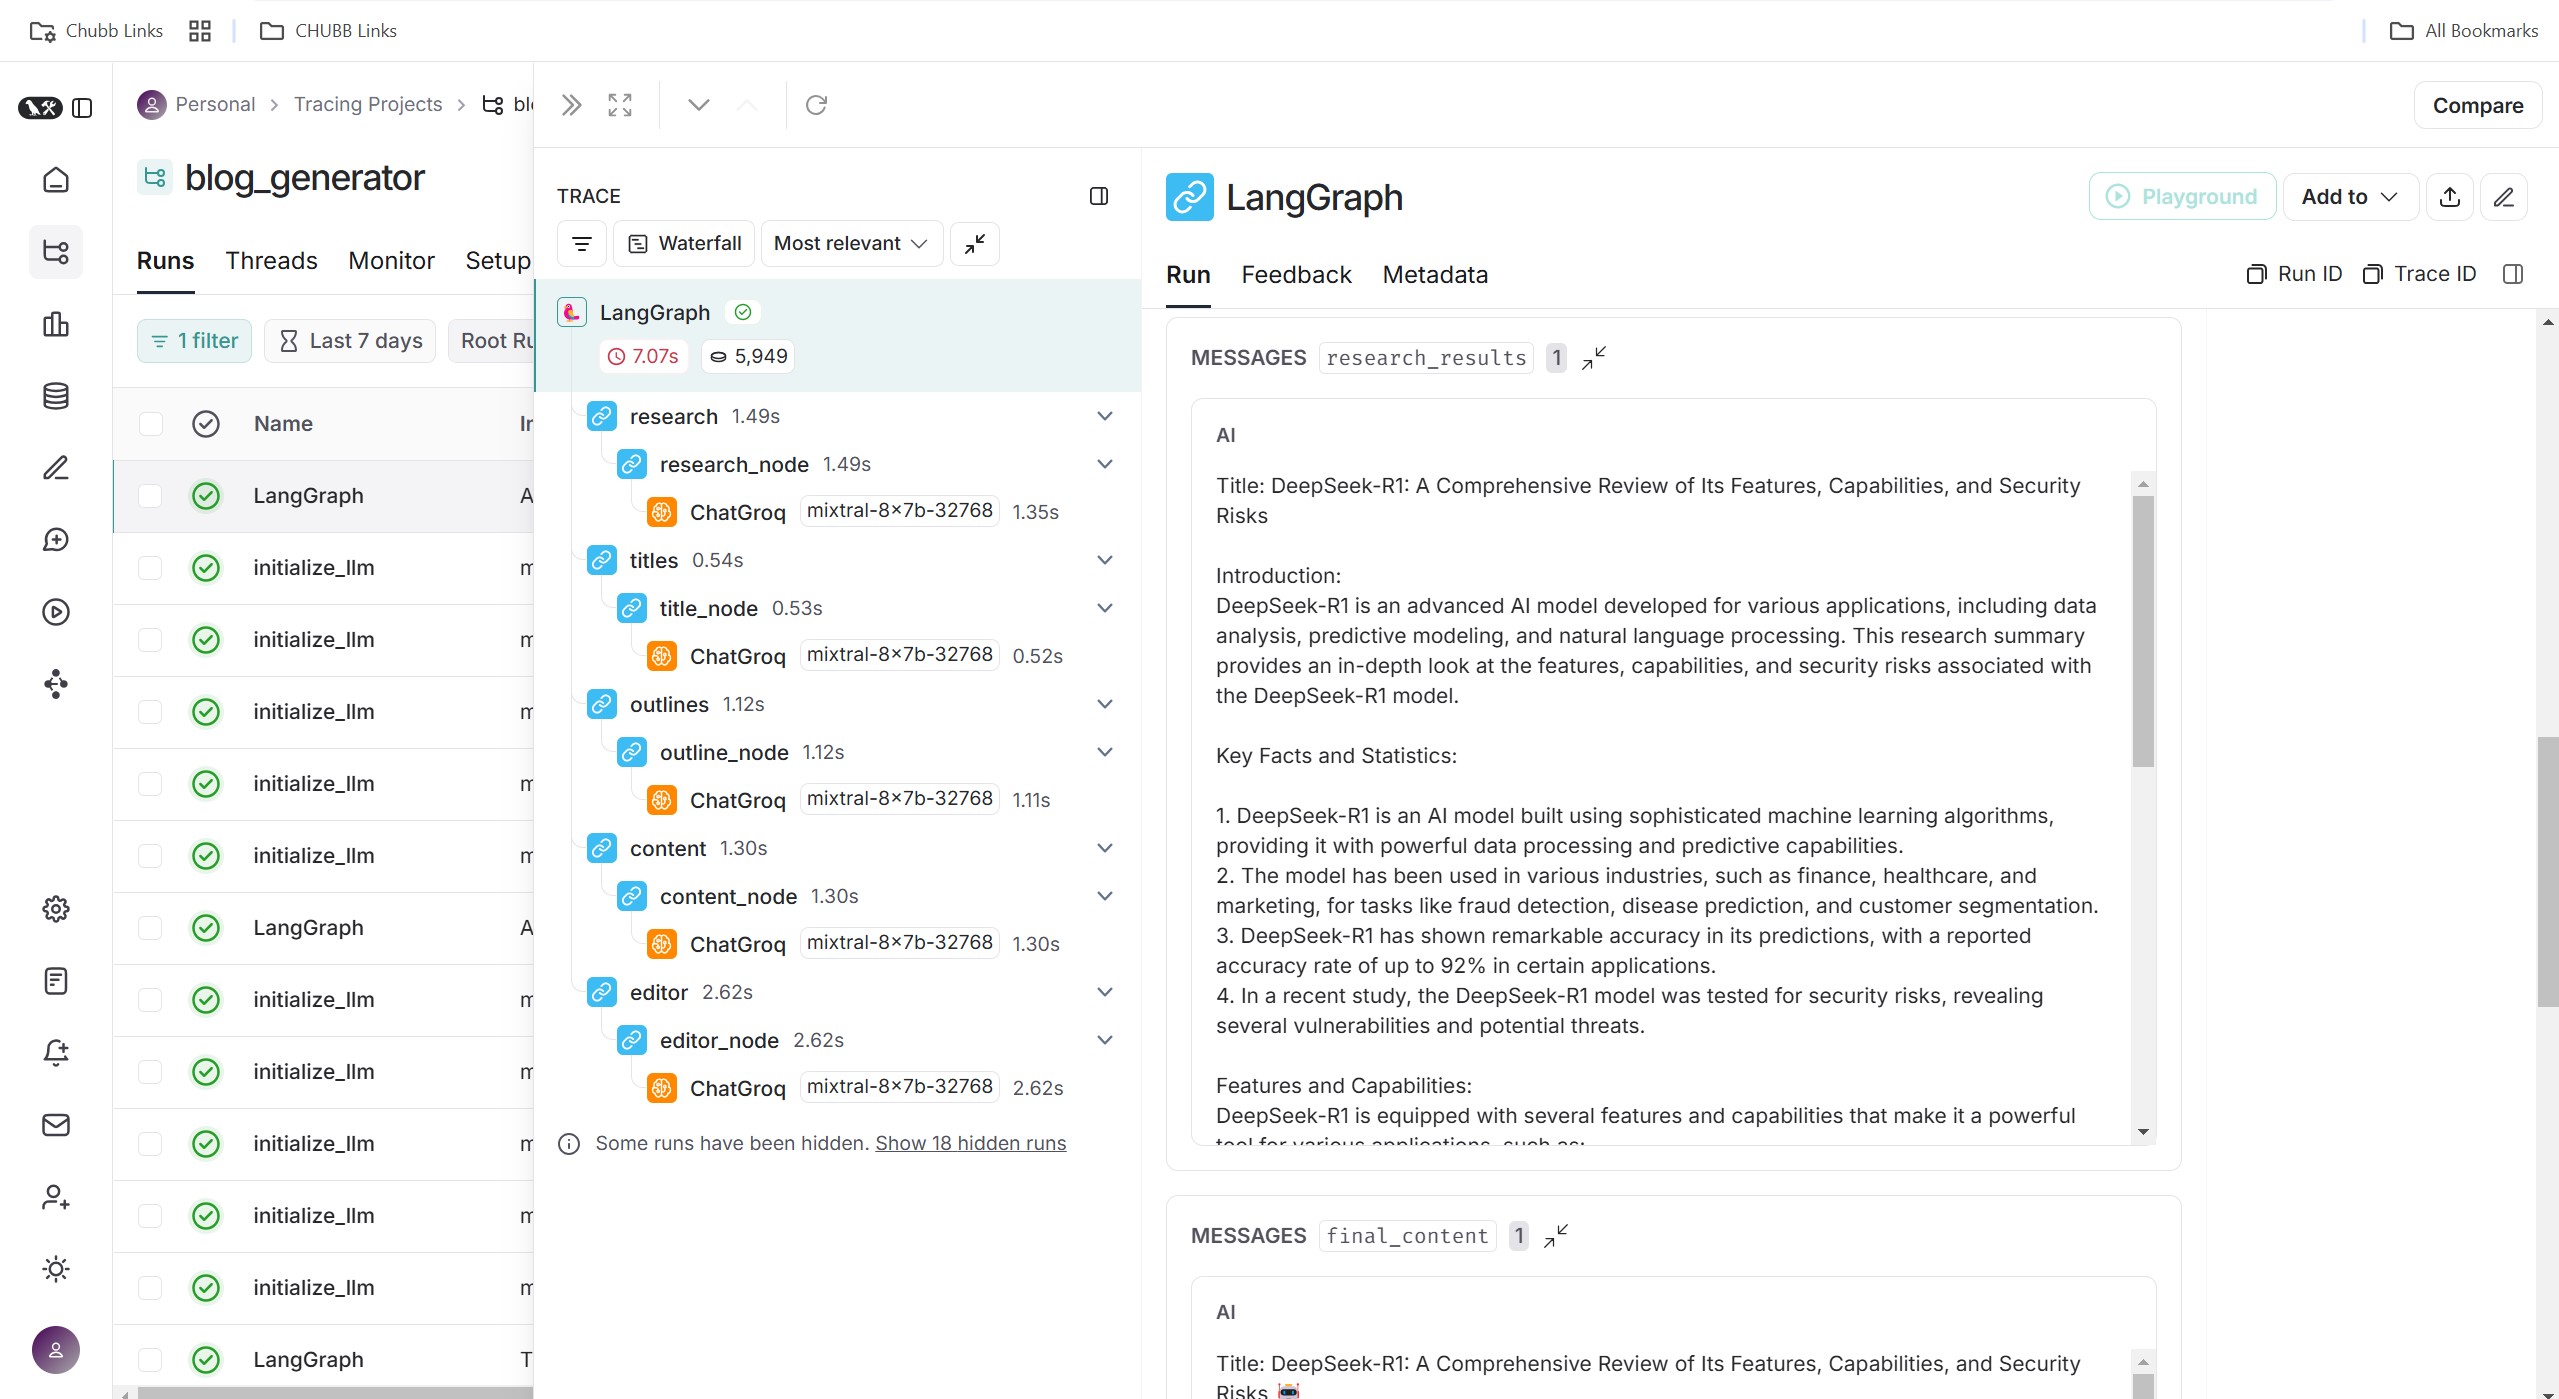 Chubb Links
CHUBB Links
All Bookmarks
Personal
Tracing Projects
Compare
blog_generator
Runs
Threads
Monitor
Setup
1 filter
Last 7 days
Name
LangGraph
initialize_llm
initialize_llm
initialize_llm
initialize_llm
initialize_llm
LangGraph
initialize_llm
initialize_llm
initialize_llm
initialize_llm
initialize_llm
LangGraph
TRACE
Waterfall
Most relevant
LangGraph
7.07s
5,949
research 1.49s
research_node 1.49s
ChatGroq mixtral-8x7b-32768 1.35s
titles 0.54s
title_node 0.53s
ChatGroq mixtral-8x7b-32768 0.52s
outlines 1.12s
outline_node 1.12s
ChatGroq mixtral-8x7b-32768 1.11s
content 1.30s
content_node 1.30s
ChatGroq mixtral-8x7b-32768 1.30s
editor 2.62s
editor_node 2.62s
ChatGroq mixtral-8x7b-32768 2.62s
Some runs have been hidden. Show 18 hidden runs
LangGraph
Playground
Add to
Run
Feedback
Metadata
Run ID
Trace ID
MESSAGES research_results 1
AI
Title: DeepSeek-R1: A Comprehensive Review of Its Features, Capabilities, and Security
Risks
Introduction:
DeepSeek-R1 is an advanced AI model developed for various applications, including data
analysis, predictive modeling, and natural language processing. This research summary
provides an in-depth look at the features, capabilities, and security risks associated with
the DeepSeek-R1 model.
Key Facts and Statistics:
1. DeepSeek-R1 is an AI model built using sophisticated machine learning algorithms,
providing it with powerful data processing and predictive capabilities.
2. The model has been used in various industries, such as finance, healthcare, and
marketing, for tasks like fraud detection, disease prediction, and customer segmentation.
3. DeepSeek-R1 has shown remarkable accuracy in its predictions, with a reported
accuracy rate of up to 92% in certain applications.
4. In a recent study, the DeepSeek-R1 model was tested for security risks, revealing
several vulnerabilities and potential threats.
Features and Capabilities:
DeepSeek-R1 is equipped with several features and capabilities that make it a powerful
tool for various applications, such as:
MESSAGES final_content 1
AI
Title: DeepSeek-R1: A Comprehensive Review of Its Features, Capabilities, and Security
Risks 🤖